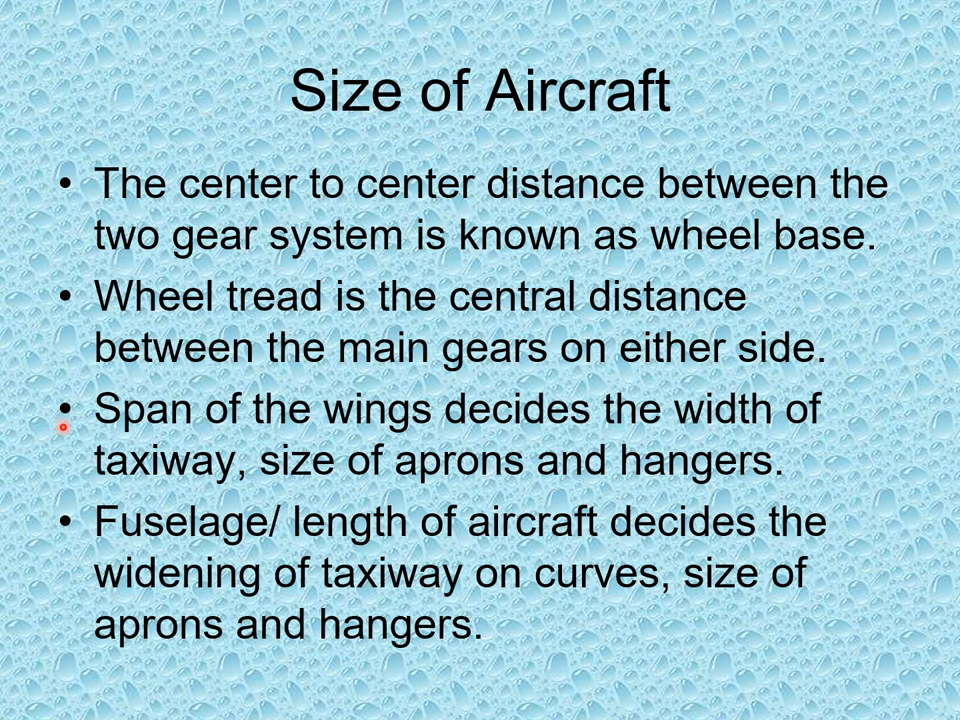 Size of Aircraft
• The center to center distance between the
two gear system is known as wheel base.
• Wheel tread is the central distance
between the main gears on either side.
• Span of the wings decides the width of
taxiway, size of aprons and hangers.
• Fuselage/ length of aircraft decides the
widening of taxiway on curves, size of
aprons and hangers.